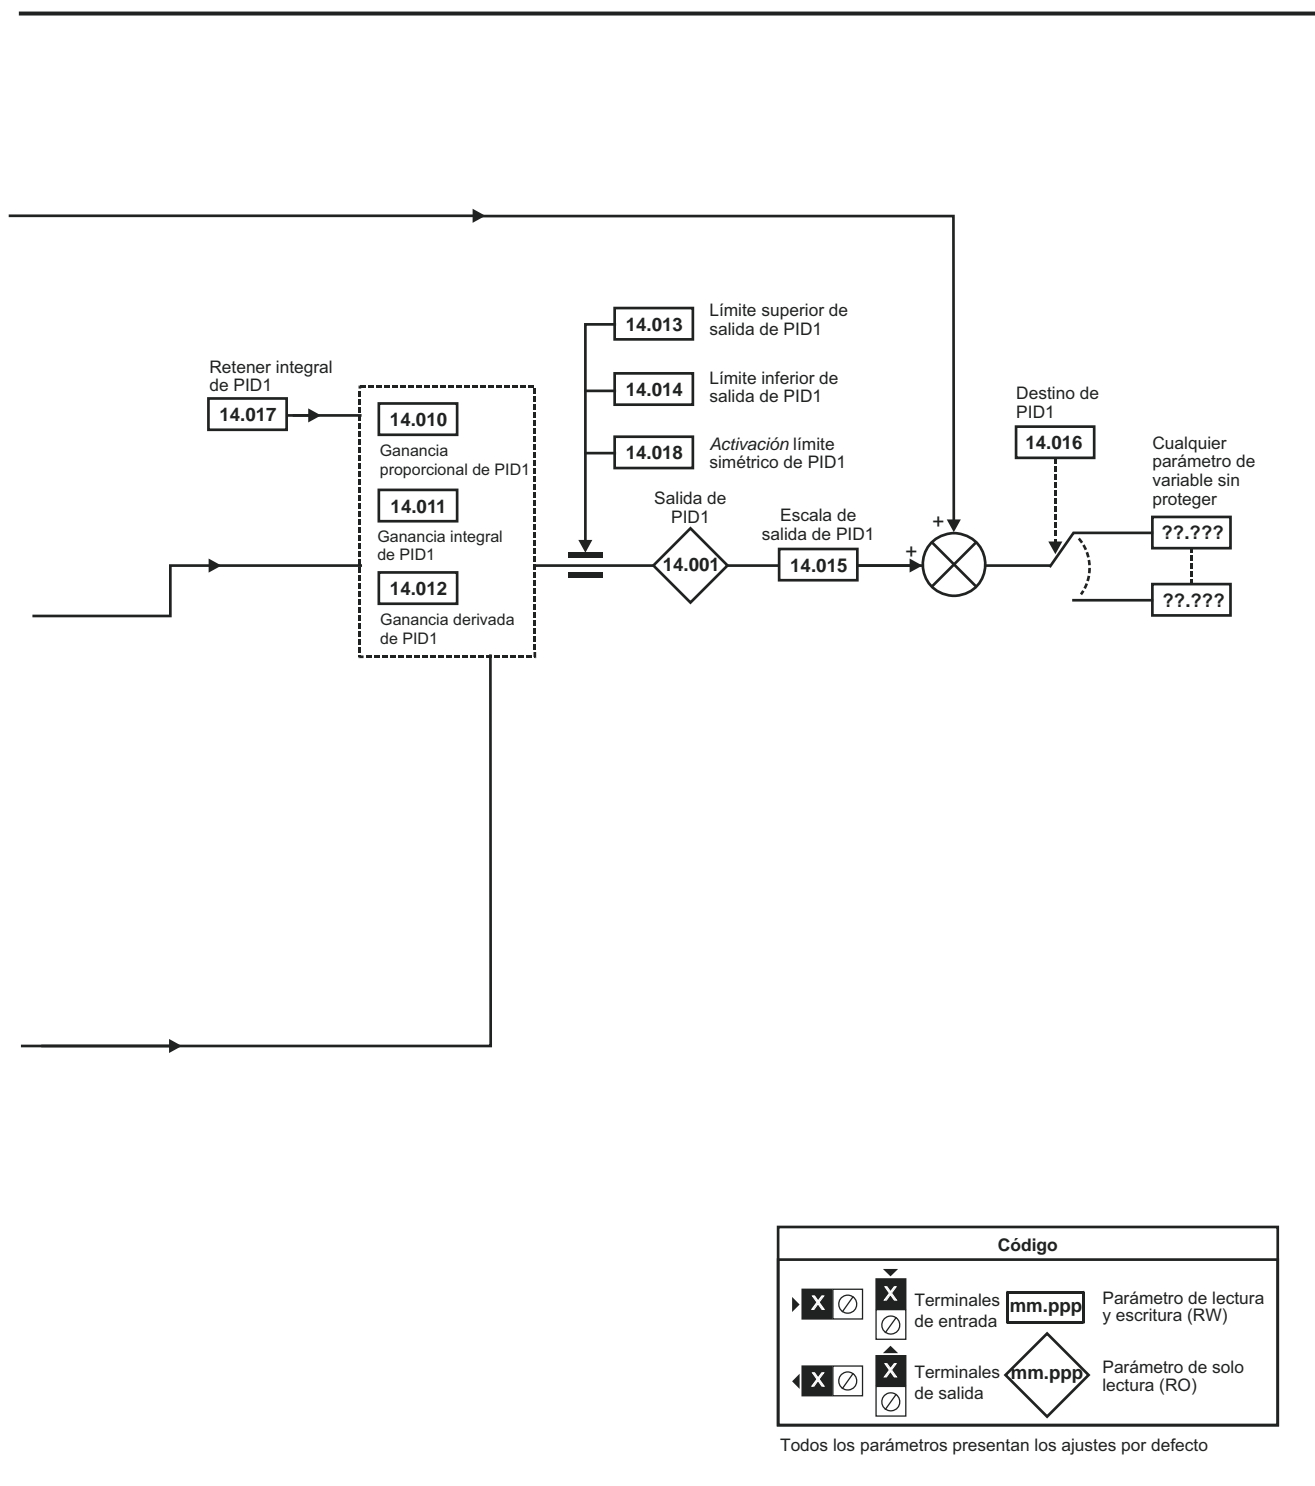 Límite superior de
salida de PID1
14.013
Retener integral
de PID1
14.017
Límite inferior de
salida de PID1
14.014
Destino de
PID1
14.016
14.010
Ganancia
proporcional de PID1
Activación límite
simétrico de PID1
14.018
Cualquier
parámetro de
variable sin
proteger
??.???
??.???
14.011
Ganancia integral
de PID1
Salida de
PID1
14.001
Escala de
salida de PID1
14.015
+
+
14.012
Ganancia derivada
de PID1
Código
X
X
Terminales
de entrada
mm.ppp
Parámetro de lectura
y escritura (RW)
X
X
Terminales
de salida
mm.ppp
Parámetro de solo
lectura (RO)
Todos los parámetros presentan los ajustes por defecto